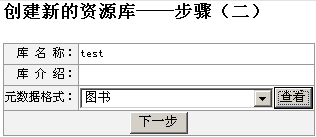 创建新的资源库——步骤（二）
库 名 称：test
库 介 绍：
元数据格式：图书 查看
下一步